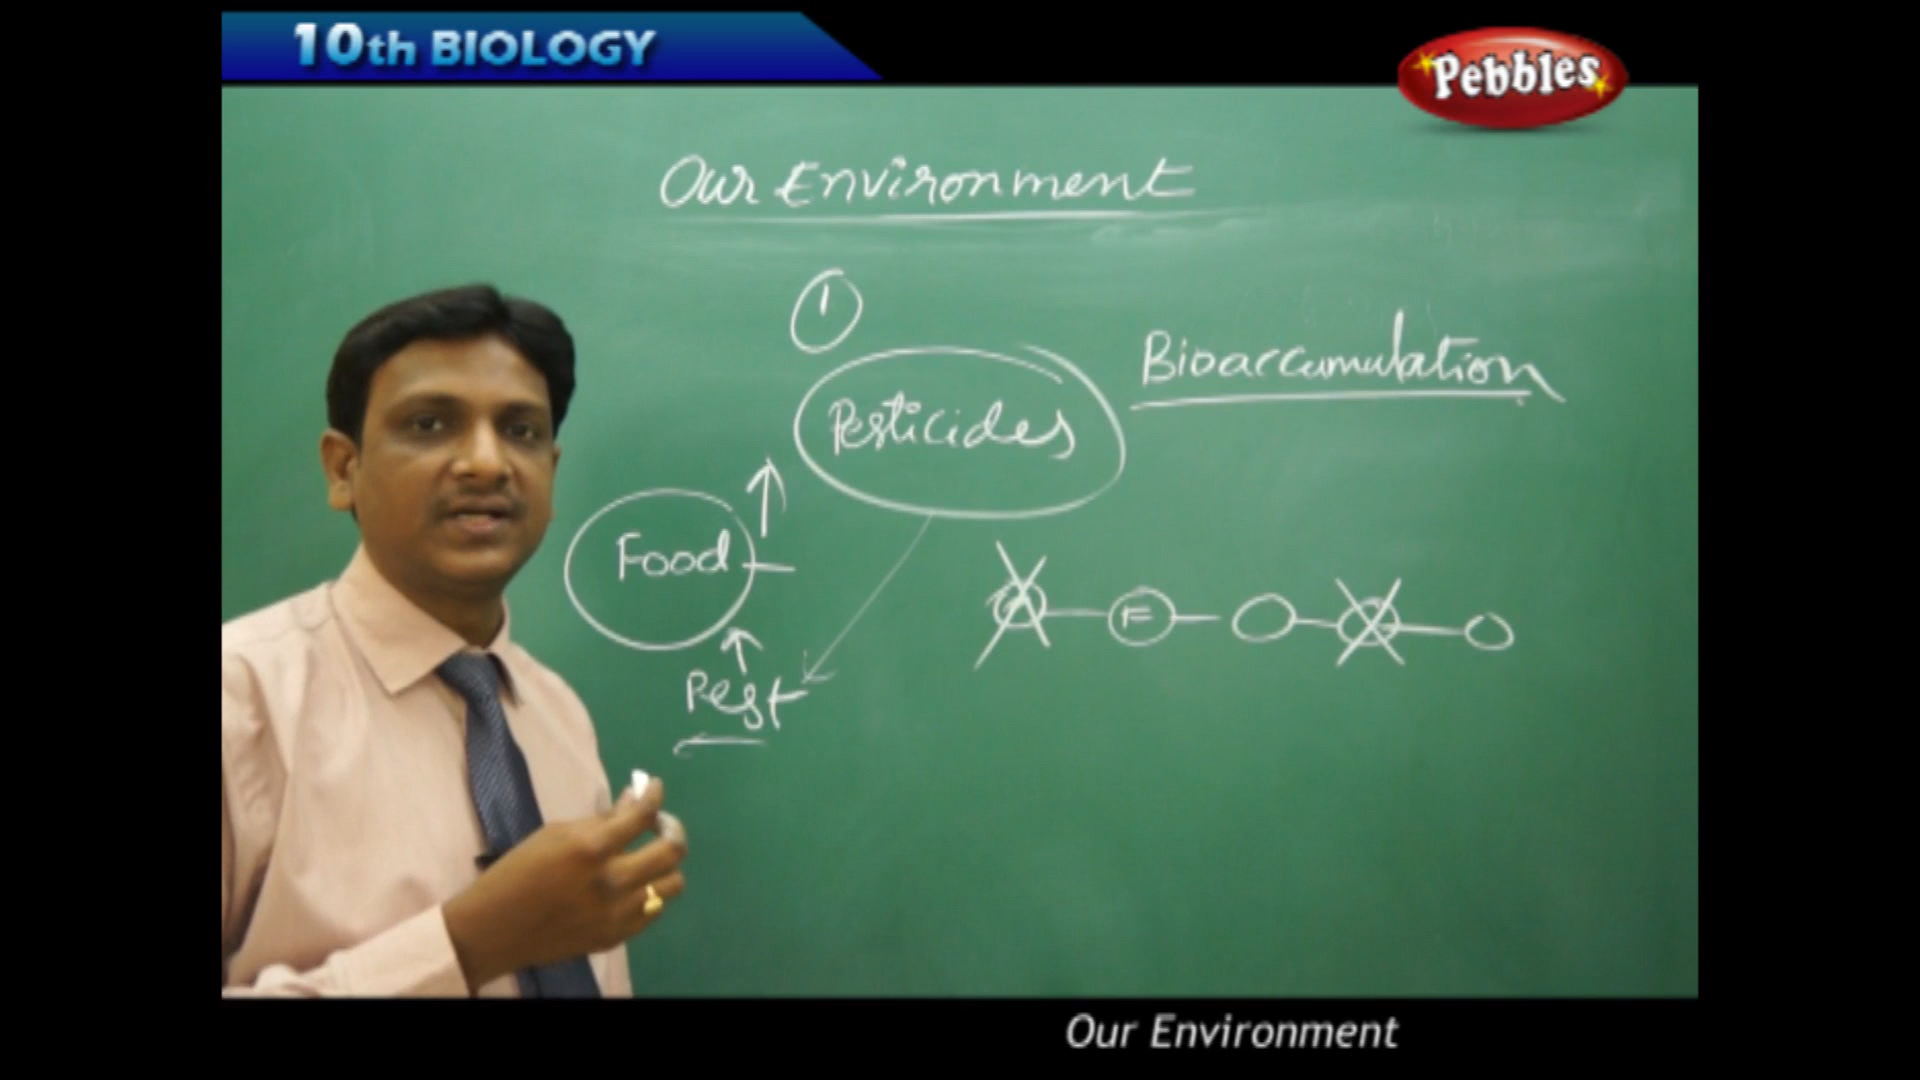 10th BIOLOGY
Pebbles
Our Environment
1
Pesticides
Bioaccumulation
Food
F
Pest
Our Environment